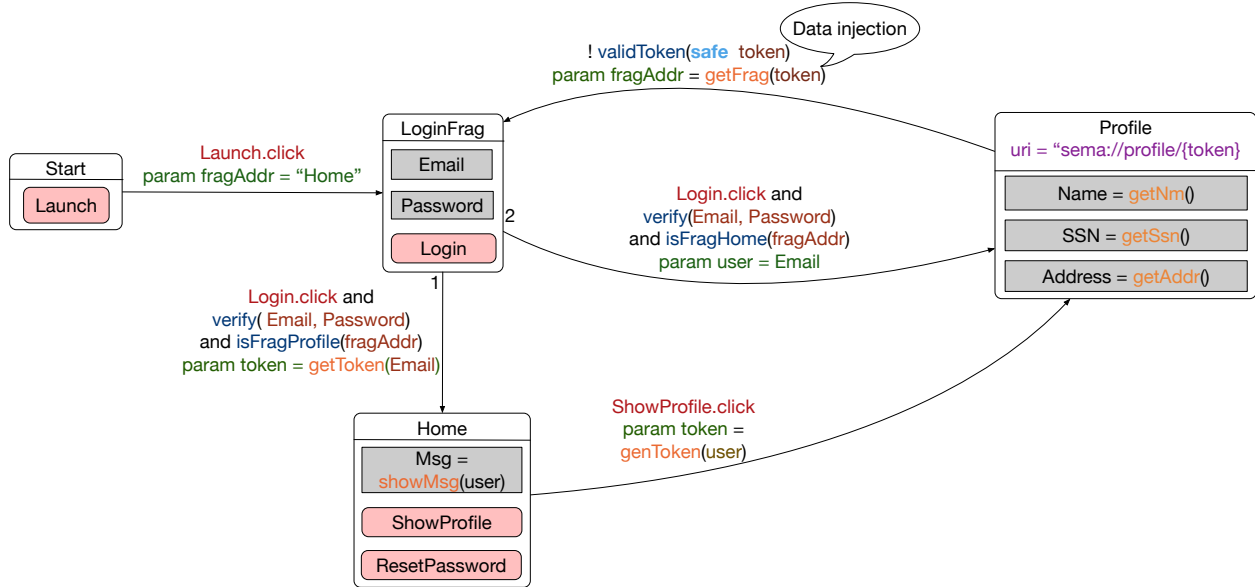 Data injection
! validToken(safe token)
param fragAddr = getFrag(token)
Start
Launch
Launch.click
param fragAddr = “Home”
LoginFrag
Email
Password
Login
2
1
Login.click and
verify(Email, Password)
and isFragHome(fragAddr)
param user = Email
Profile
uri = “sema://profile/{token}
Name = getNm()
SSN = getSsn()
Address = getAddr()
Login.click and
verify( Email, Password)
and isFragProfile(fragAddr)
param token = getToken(Email)
Home
Msg =
showMsg(user)
ShowProfile
ResetPassword
ShowProfile.click
param token =
genToken(user)